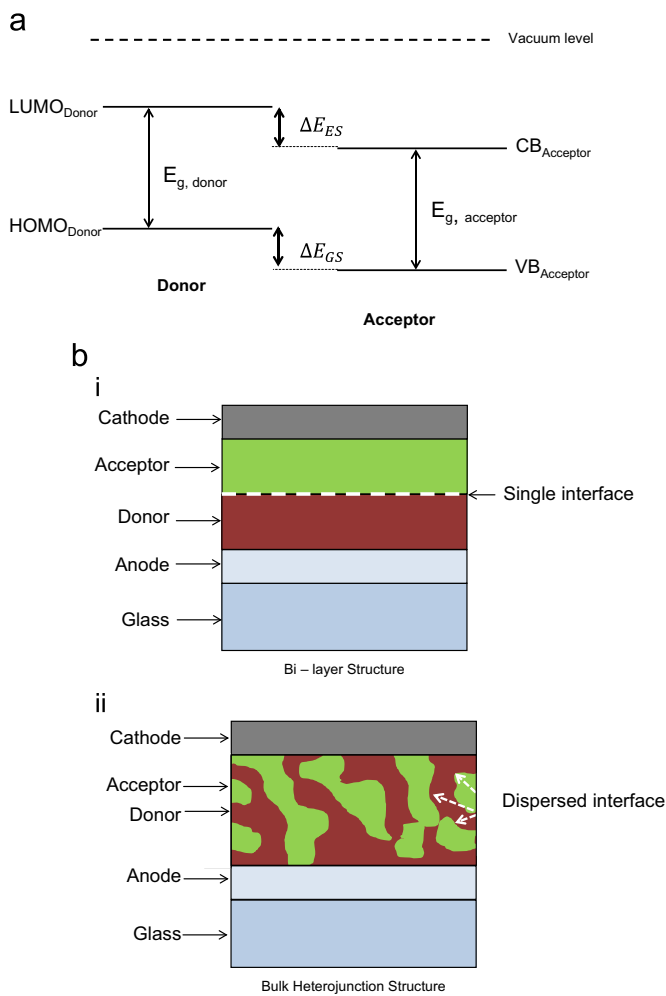 a
Vacuum level
LUMO_Donor
ΔE_ES
CB_Acceptor
E_g, donor
E_g, acceptor
HOMO_Donor
ΔE_GS
VB_Acceptor
Donor
Acceptor
b
i
Cathode
Acceptor
Single interface
Donor
Anode
Glass
Bi – layer Structure
ii
Cathode
Acceptor
Dispersed interface
Donor
Anode
Glass
Bulk Heterojunction Structure